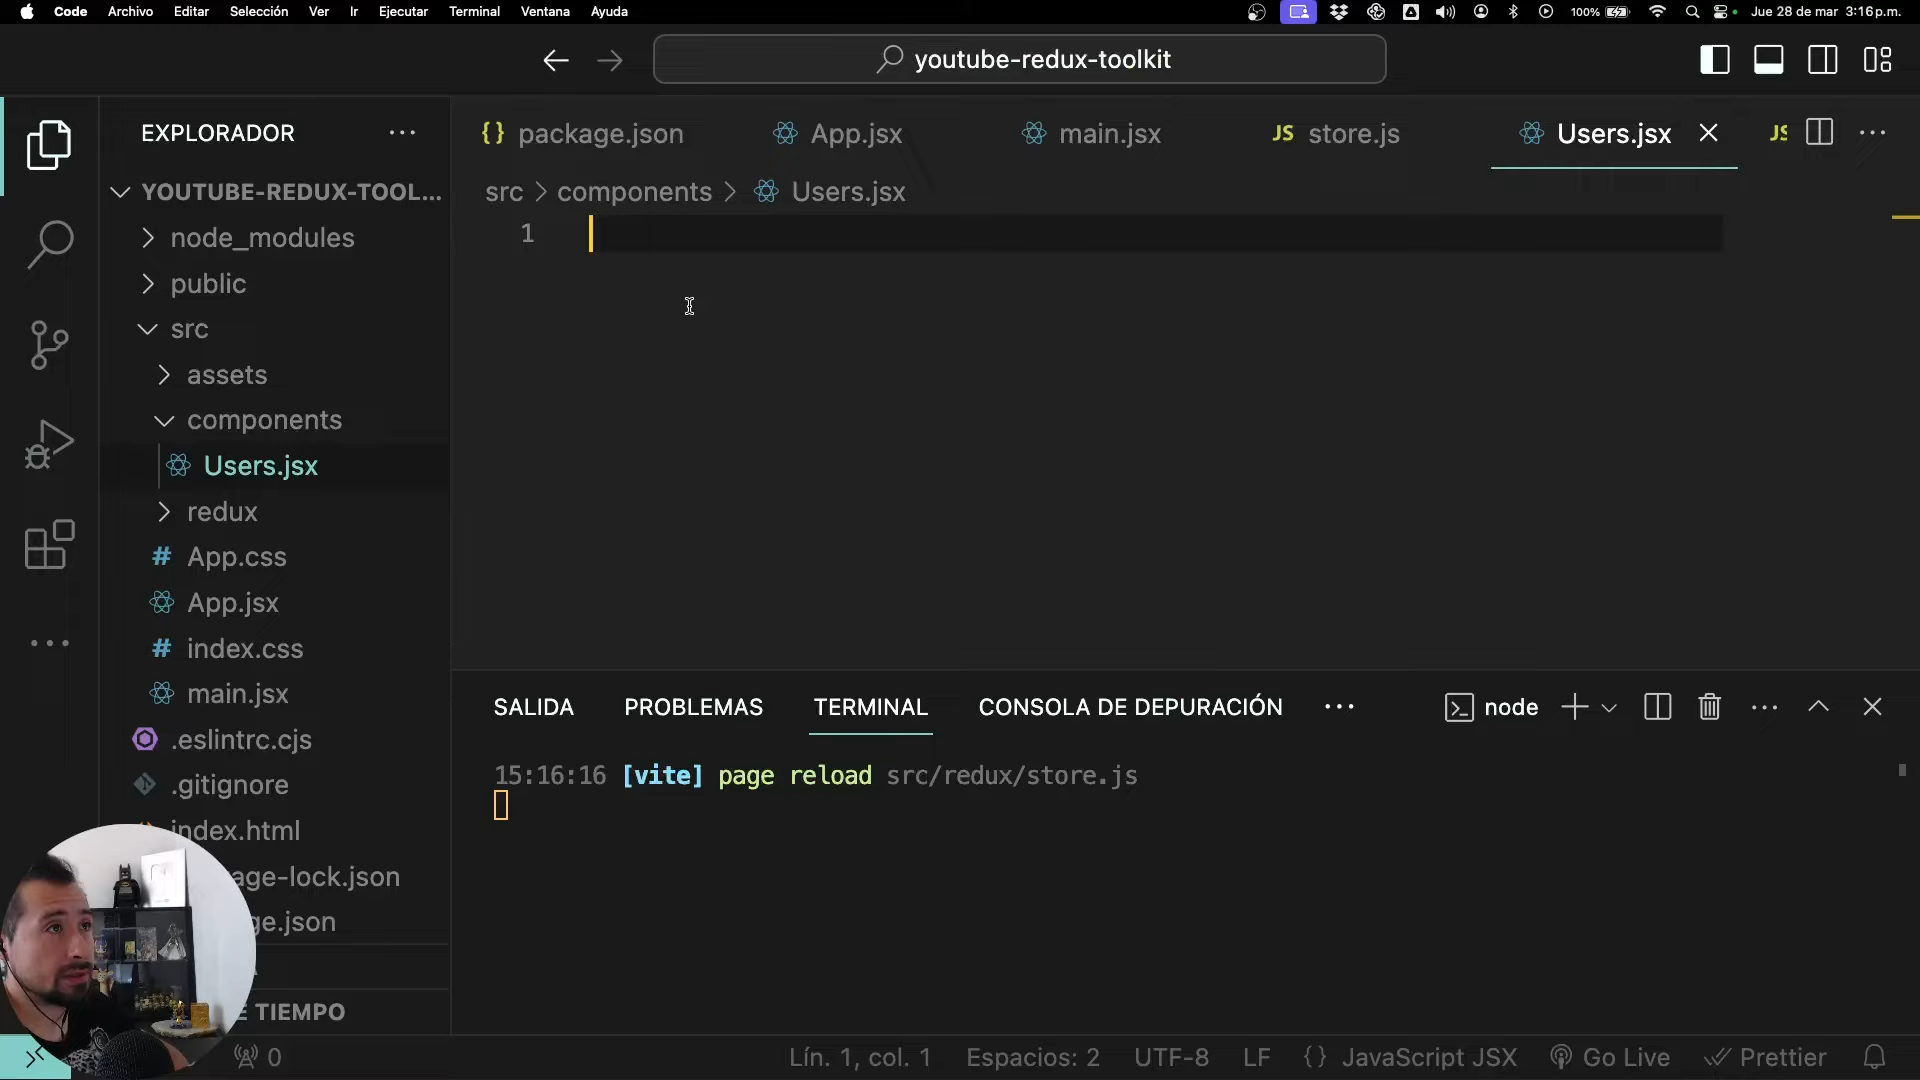 Code Archivo Editar Selección Ver Ir Ejecutar Terminal Ventana Ayuda 100% Jue 28 de mar 3:16 p.m.
youtube-redux-toolkit
EXPLORADOR
YOUTUBE-REDUX-TOOL...
node_modules
public
src
assets
components
Users.jsx
redux
App.css
App.jsx
index.css
main.jsx
.eslintrc.cjs
.gitignore
index.html
age-lock.json
ge.json
E TIEMPO
{} package.json App.jsx main.jsx JS store.js Users.jsx JS
src > components > Users.jsx
1
SALIDA PROBLEMAS TERMINAL CONSOLA DE DEPURACIÓN ... node
15:16:16 [vite] page reload src/redux/store.js
0 Lín. 1, col. 1 Espacios: 2 UTF-8 LF {} JavaScript JSX Go Live Prettier